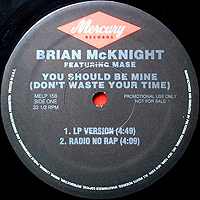 Mercury
RECORDS
BRIAN McKNIGHT
FEATURING MASE
YOU SHOULD BE MINE
(DON'T WASTE YOUR TIME)
MELP 158
SIDE ONE
33 1/3 RPM
PROMOTIONAL USE ONLY
NOT FOR SALE
1. LP VERSION (4:49)
2. RADIO NO RAP (4:09)